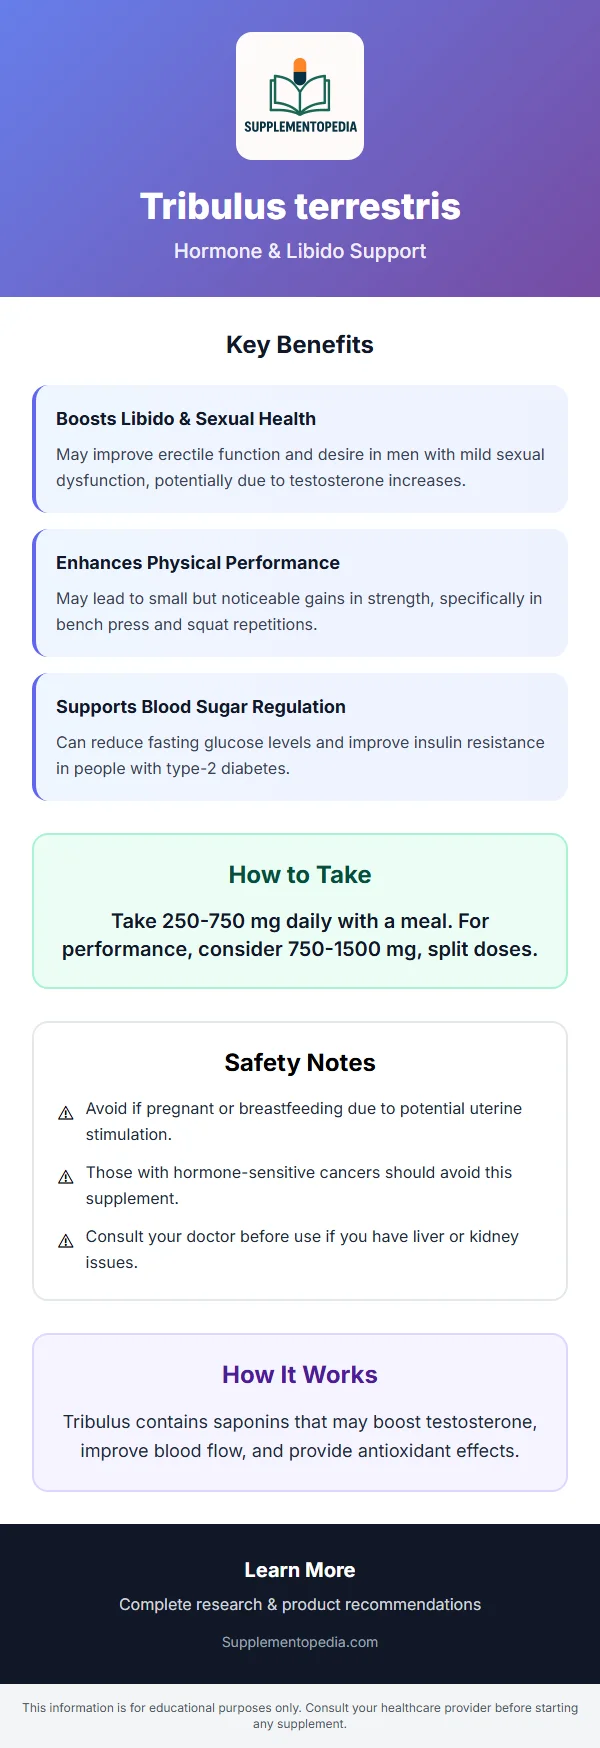 SUPPLEMENTOPEDIA
Tribulus terrestris
Hormone & Libido Support
Key Benefits
Boosts Libido & Sexual Health
May improve erectile function and desire in men with mild sexual
dysfunction, potentially due to testosterone increases.
Enhances Physical Performance
May lead to small but noticeable gains in strength, specifically in
bench press and squat repetitions.
Supports Blood Sugar Regulation
Can reduce fasting glucose levels and improve insulin resistance
in people with type-2 diabetes.
How to Take
Take 250-750 mg daily with a meal. For
performance, consider 750-1500 mg, split doses.
Safety Notes
Avoid if pregnant or breastfeeding due to potential uterine
stimulation.
Those with hormone-sensitive cancers should avoid this
supplement.
Consult your doctor before use if you have liver or kidney
issues.
How It Works
Tribulus contains saponins that may boost testosterone,
improve blood flow, and provide antioxidant effects.
Learn More
Complete research & product recommendations
Supplementopedia.com
This information is for educational purposes only. Consult your healthcare provider before starting
any supplement.